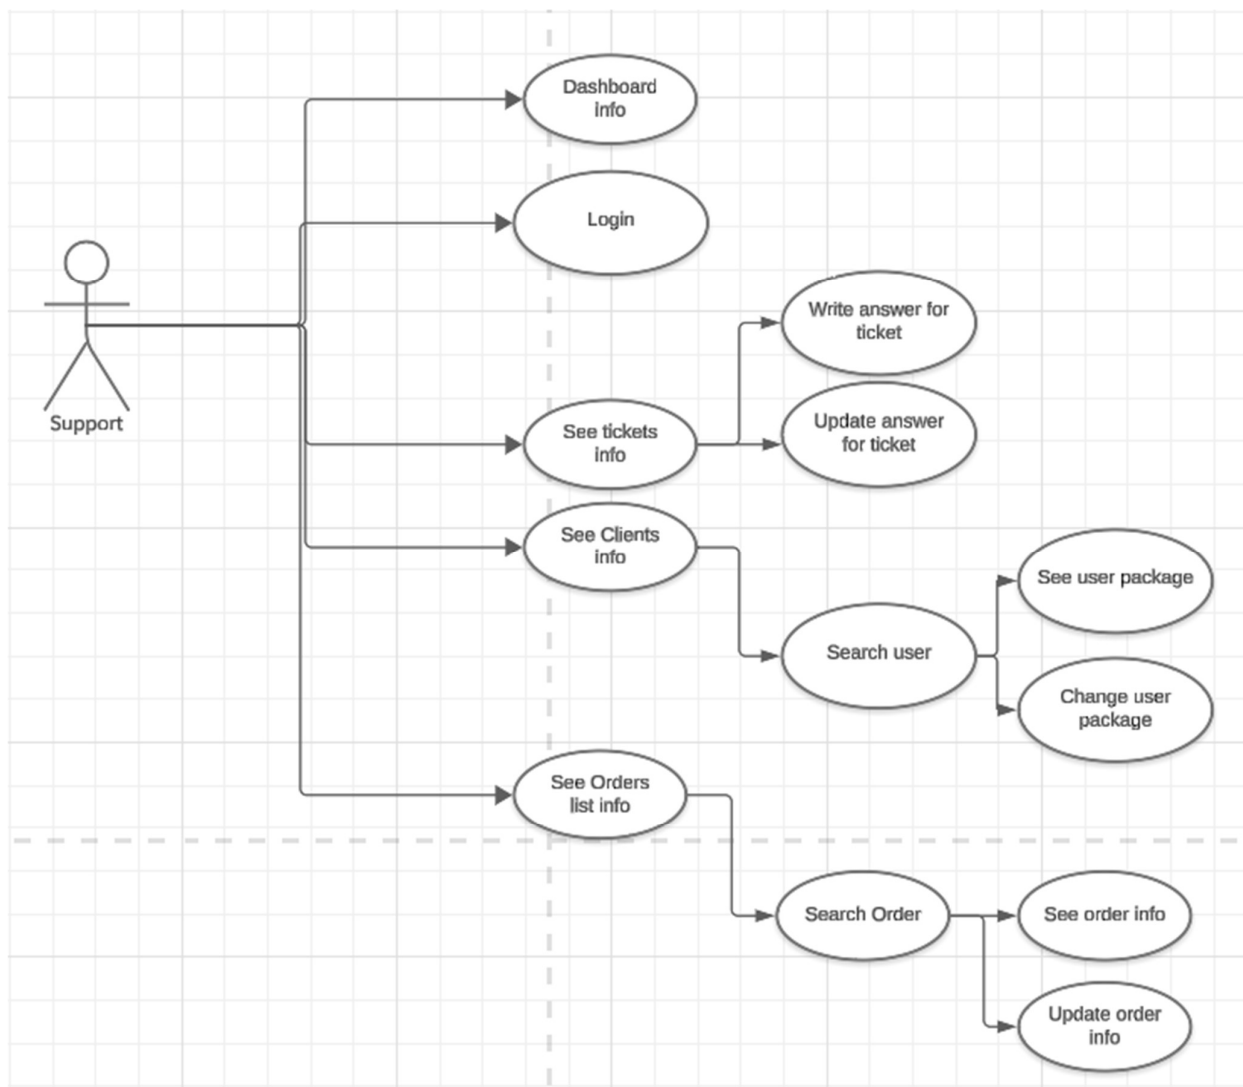 Dashboard
info
Login
Support
Write answer for
ticket
Update answer
for ticket
See tickets
info
See Clients
info
Search user
See user package
Change user
package
See Orders
list info
Search Order
See order info
Update order
info